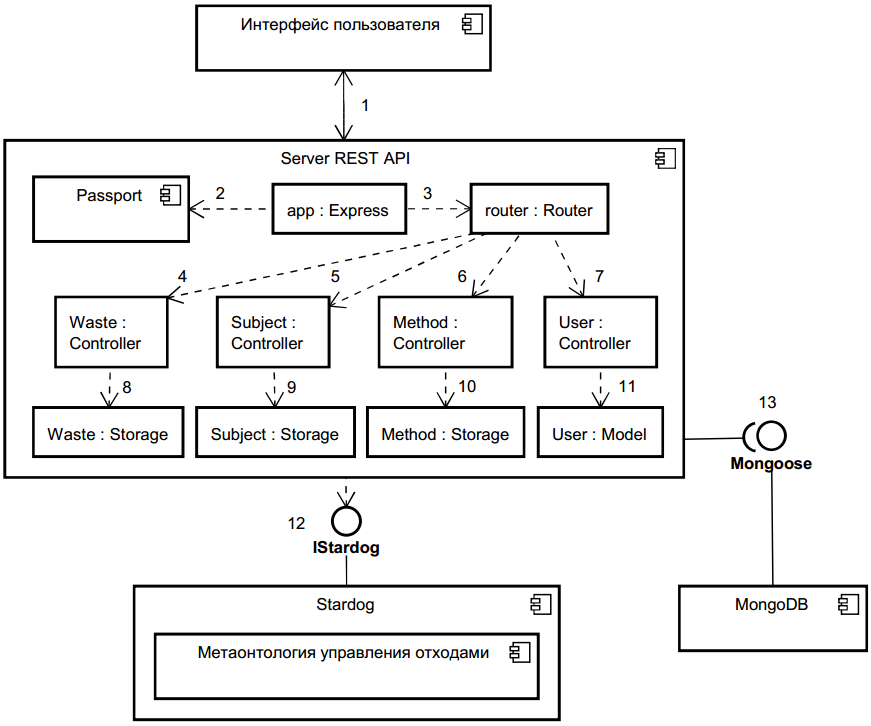 Интерфейс пользователя
1
Server REST API
Passport
2
app : Express
3
router : Router
4
5
6
7
Waste :
Controller
Subject :
Controller
Method :
Controller
User :
Controller
8
9
10
11
Waste : Storage
Subject : Storage
Method : Storage
User : Model
13
Mongoose
12
IStardog
Stardog
MongoDB
Метаонтология управления отходами